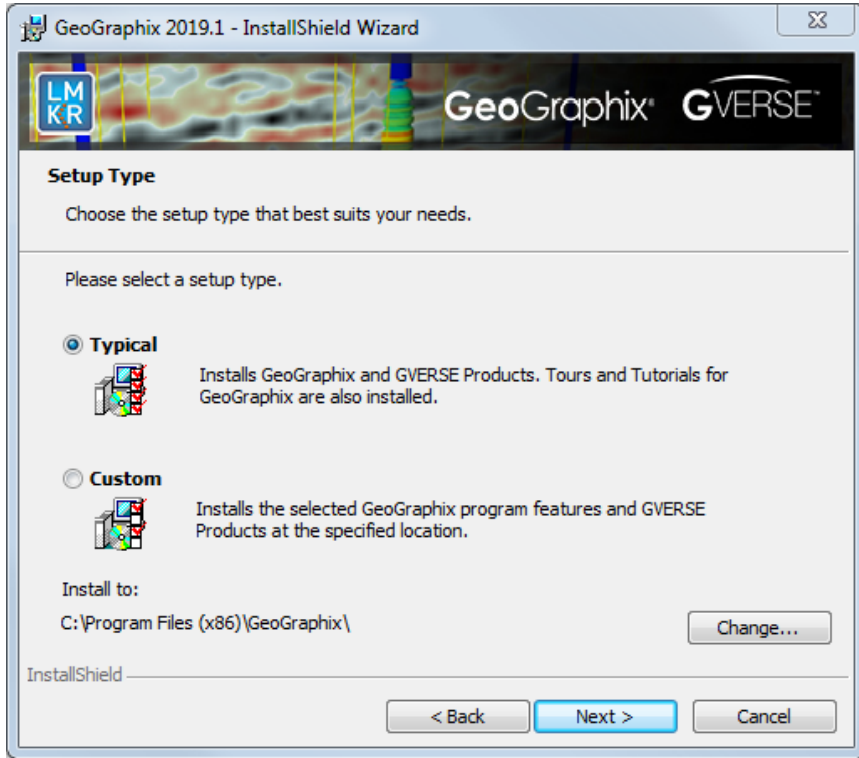 GeoGraphix 2019.1 - InstallShield Wizard
LM
KR
GeoGraphix® GVERSE™
Setup Type
Choose the setup type that best suits your needs.
Please select a setup type.
Typical
Installs GeoGraphix and GVERSE Products. Tours and Tutorials for
GeoGraphix are also installed.
Custom
Installs the selected GeoGraphix program features and GVERSE
Products at the specified location.
Install to:
C:\Program Files (x86)\GeoGraphix\
Change...
InstallShield
< Back
Next >
Cancel